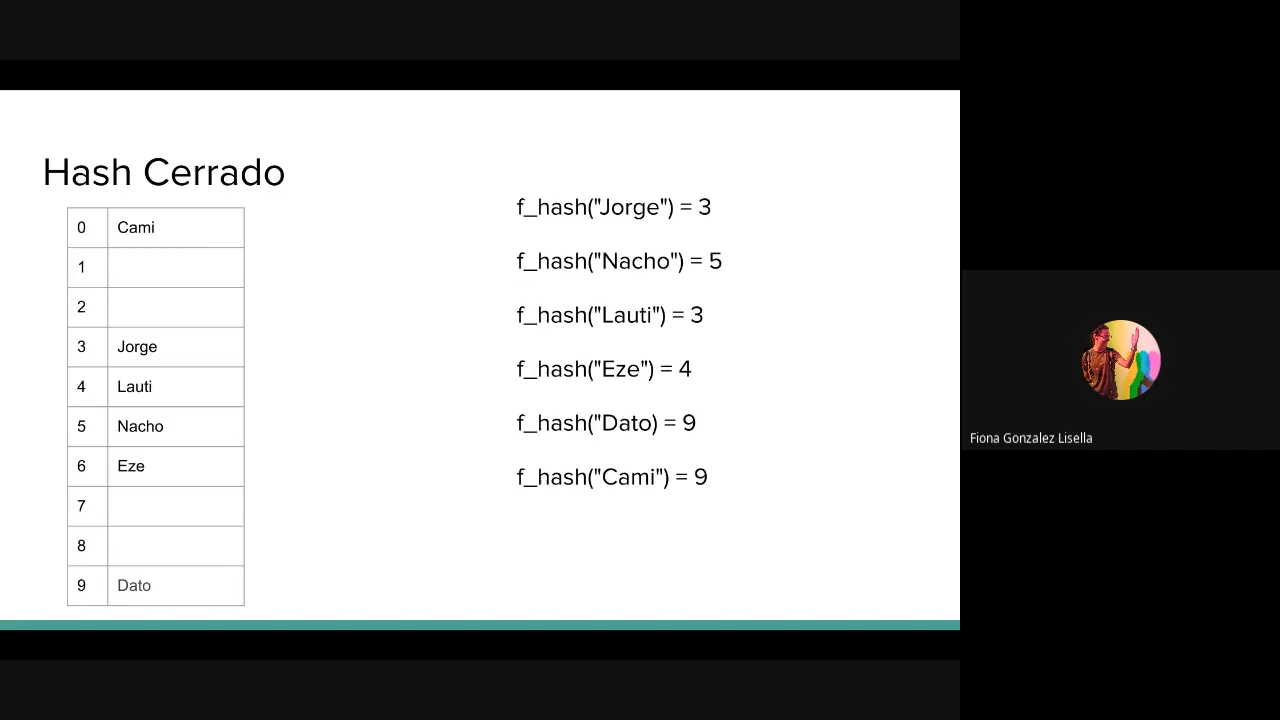 Hash Cerrado
0 Cami
1
2
3 Jorge
4 Lauti
5 Nacho
6 Eze
7
8
9 Dato
f_hash("Jorge") = 3
f_hash("Nacho") = 5
f_hash("Lauti") = 3
f_hash("Eze") = 4
f_hash("Dato) = 9
f_hash("Cami") = 9
Fiona Gonzalez Lisella